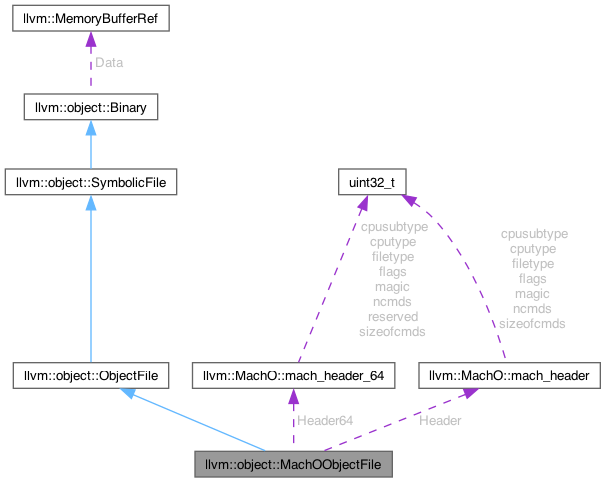 llvm::MemoryBufferRef
Data
llvm::object::Binary
llvm::object::SymbolicFile
uint32_t
cpusubtype
cputype
filetype
flags
magic
ncmds
reserved
sizeofcmds
cpusubtype
cputype
filetype
flags
magic
ncmds
sizeofcmds
llvm::object::ObjectFile
llvm::MachO::mach_header_64
llvm::MachO::mach_header
Header64
Header
llvm::object::MachOObjectFile